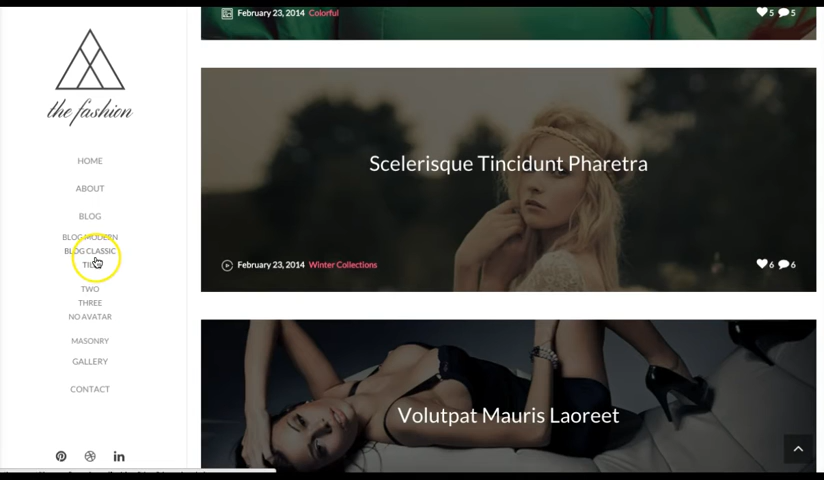 the fashion
HOME
ABOUT
BLOG
BLOG MODERN
BLOG CLASSIC
TWO
THREE
NO AVATAR
MASONRY
GALLERY
CONTACT
February 23, 2014 Colorful
5 5
Scelerisque Tincidunt Pharetra
February 23, 2014 Winter Collections
6 6
Volutpat Mauris Laoreet
in